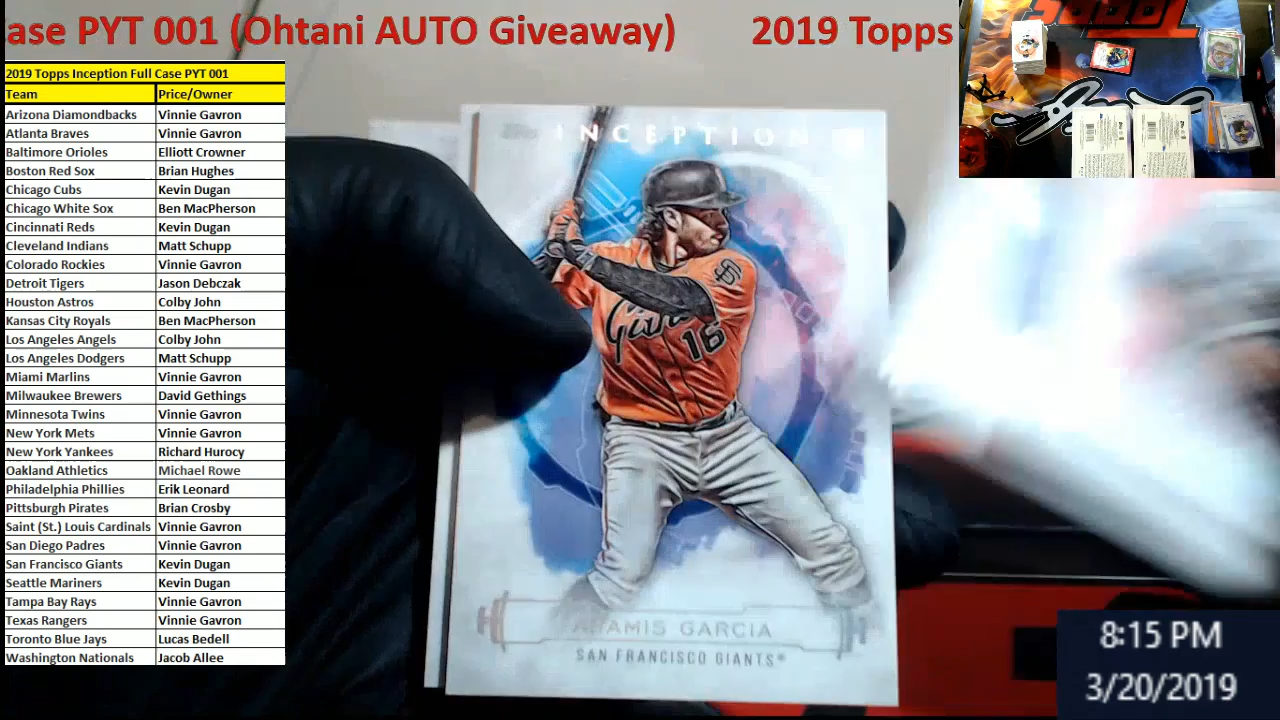 ase PYT 001 (Ohtani AUTO Giveaway) 2019 Topps
2019 Topps Inception Full Case PYT 001
Team Price/Owner
Arizona Diamondbacks Vinnie Gavron
Atlanta Braves Vinnie Gavron
Baltimore Orioles Elliott Crowner
Boston Red Sox Brian Hughes
Chicago Cubs Kevin Dugan
Chicago White Sox Ben MacPherson
Cincinnati Reds Kevin Dugan
Cleveland Indians Matt Schupp
Colorado Rockies Vinnie Gavron
Detroit Tigers Jason Debczak
Houston Astros Colby John
Kansas City Royals Ben MacPherson
Los Angeles Angels Colby John
Los Angeles Dodgers Matt Schupp
Miami Marlins Vinnie Gavron
Milwaukee Brewers David Gethings
Minnesota Twins Vinnie Gavron
New York Mets Vinnie Gavron
New York Yankees Richard Hurocy
Oakland Athletics Michael Rowe
Philadelphia Phillies Erik Leonard
Pittsburgh Pirates Brian Crosby
Saint (St.) Louis Cardinals Vinnie Gavron
San Diego Padres Vinnie Gavron
San Francisco Giants Kevin Dugan
Seattle Mariners Kevin Dugan
Tampa Bay Rays Vinnie Gavron
Texas Rangers Vinnie Gavron
Toronto Blue Jays Lucas Bedell
Washington Nationals Jacob Allee
INCEPTION
SF
Giants
16
ARAMIS GARCIA
SAN FRANCISCO GIANTS®
8:15 PM
3/20/2019